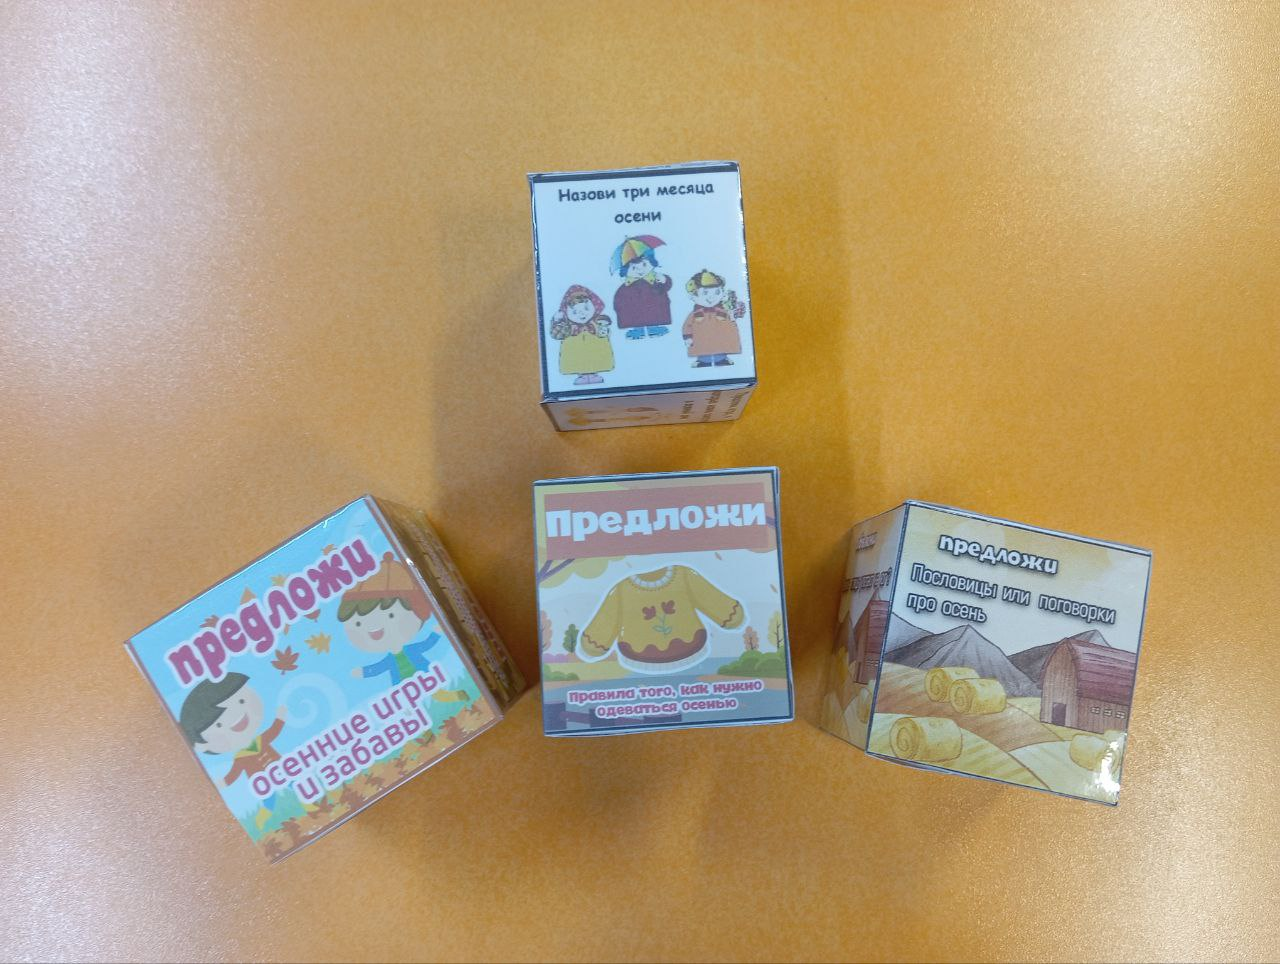 Назови три месяца
осени
предложи
осенние игры
и забавы
Предложи
Правила того, как нужно
одеваться осенью
предложи
Пословицы или поговорки
про осень